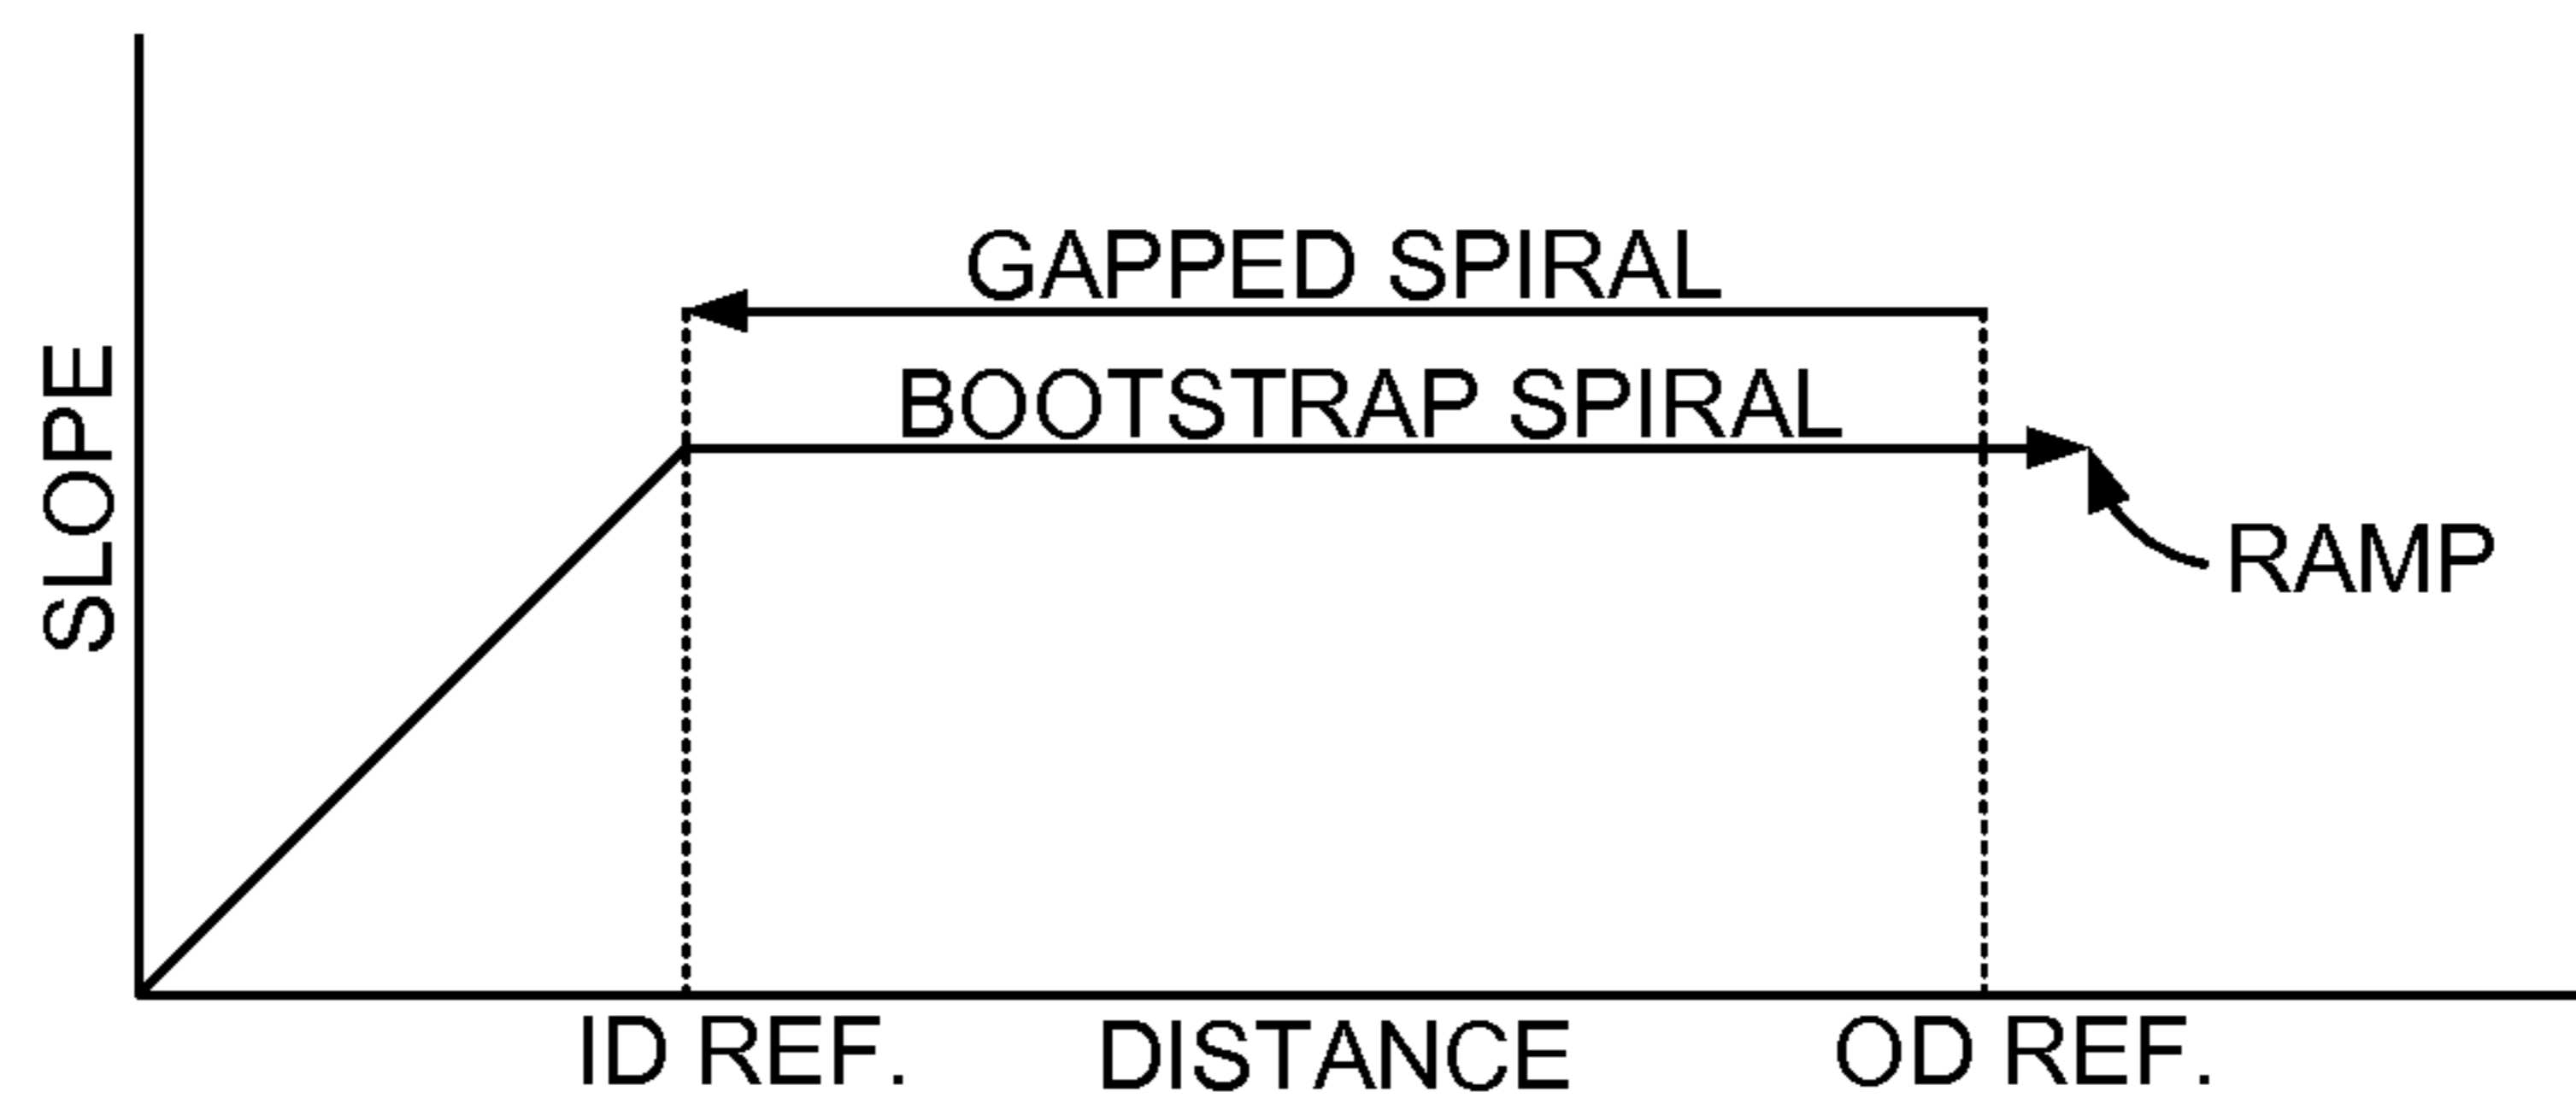 GAPPED SPIRAL
BOOTSTRAP SPIRAL
SLOPE
RAMP
ID REF.
DISTANCE
OD REF.